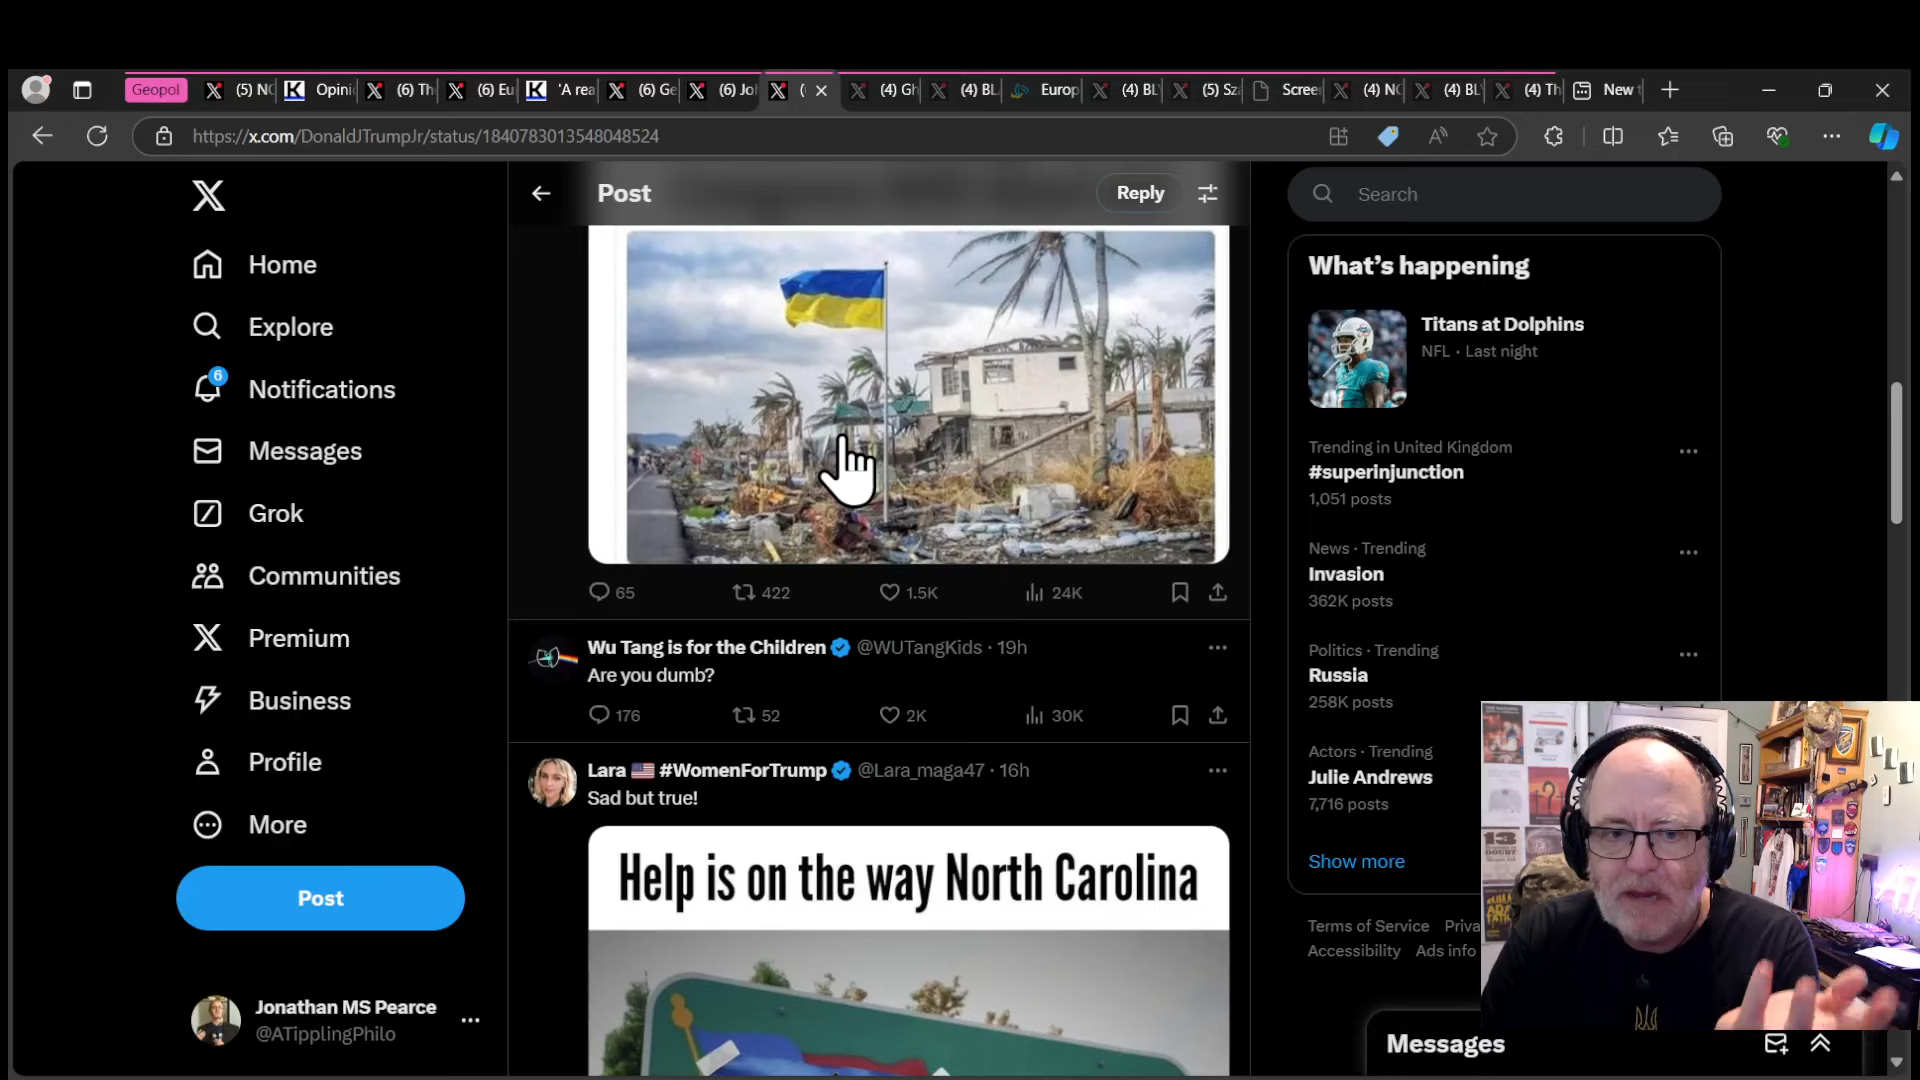 Geopol
(5) NC
Opini
(6) Th
(6) Eu
'A rea
(6) Ge
(6) Jo
(
(4) Gh
(4) BL
Europ
(4) BL
(5) Sz
Scree
(4) NC
(4) BL
(4) Th
New t
https://x.com/DonaldJTrumpJr/status/1840783013548048524
Post
Reply
Search
Home
Explore
6
Notifications
Messages
Grok
Communities
Premium
Business
Profile
More
Post
Jonathan MS Pearce
@ATipplingPhilo
65
422
1.5K
24K
Wu Tang is for the Children @WUTangKids · 19h
Are you dumb?
176
52
2K
30K
Lara #WomenForTrump @Lara_maga47 · 16h
Sad but true!
Help is on the way North Carolina
What's happening
Titans at Dolphins
NFL · Last night
Trending in United Kingdom
#superinjunction
1,051 posts
News · Trending
Invasion
362K posts
Politics · Trending
Russia
258K posts
Actors · Trending
Julie Andrews
7,716 posts
Show more
Terms of Service Priva
Accessibility Ads info
Messages